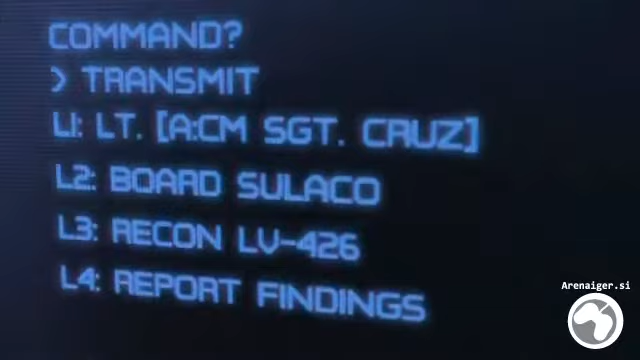 COMMAND?
> TRANSMIT
L1: LT. [A:CM SGT. CRUZ]
L2: BOARD SULACO
L3: RECON LV-426
L4: REPORT FINDINGS
Arenaiger.si